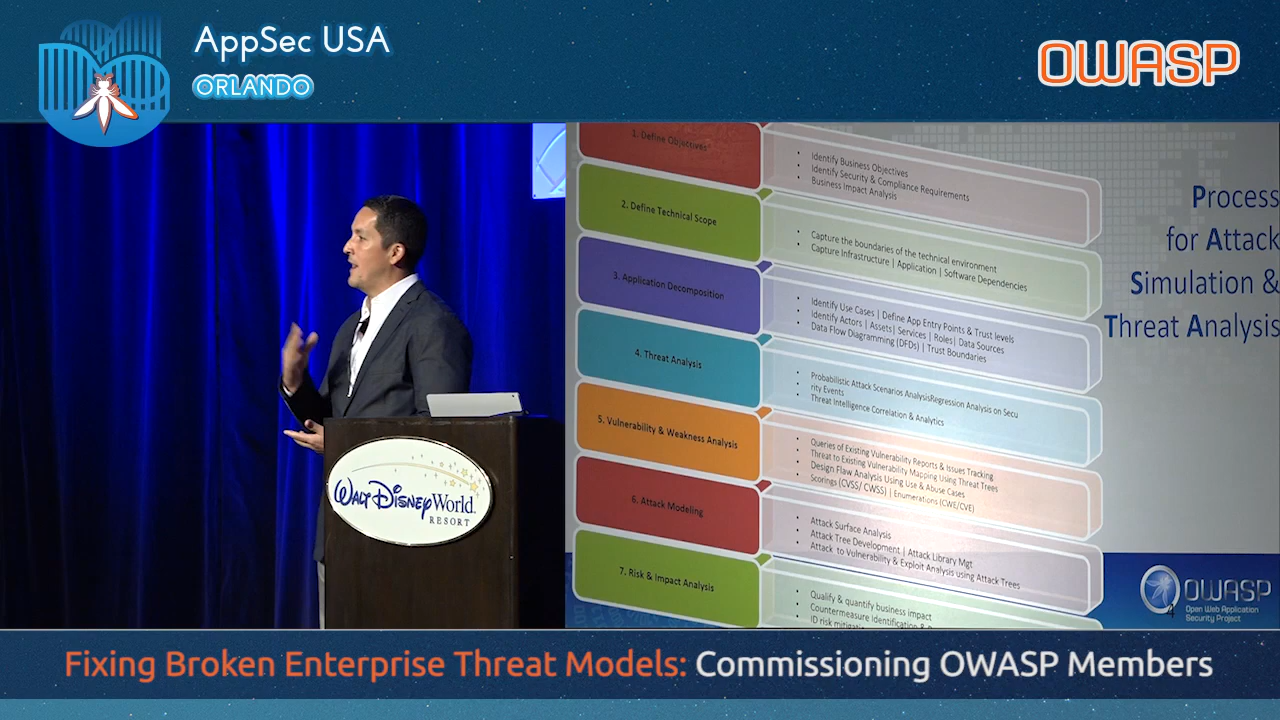 AppSec USA
ORLANDO
OWASP
1. Define Objectives
• Identify Business Objectives
• Identify Security & Compliance Requirements
• Business Impact Analysis
2. Define Technical Scope
• Capture the boundaries of the technical environment
• Capture Infrastructure | Application | Software Dependencies
3. Application Decomposition
• Identify Use Cases | Define App Entry Points & Trust levels
• Identify Actors | Assets| Services | Roles| Data Sources
• Data Flow Diagramming (DFDs) | Trust Boundaries
4. Threat Analysis
• Probabilistic Attack Scenarios AnalysisRegression Analysis on Secu
• rity Events
• Threat Intelligence Correlation & Analytics
5. Vulnerability & Weakness Analysis
• Queries of Existing Vulnerability Reports & Issues Tracking
• Threat to Existing Vulnerability Mapping Using Threat Trees
• Design Flaw Analysis Using Use & Abuse Cases
• Scorings (CVSS/ CWSS) | Enumerations (CWE/CVE)
6. Attack Modeling
• Attack Surface Analysis
• Attack Tree Development | Attack Library Mgt
• Attack to Vulnerability & Exploit Analysis using Attack Trees
7. Risk & Impact Analysis
• Qualify & quantify business impact
• Countermeasure Identification &
• ID risk
Process
for Attack
Simulation &
Threat Analysis
WALT DISNEY World
RESORT
4
OWASP
Open Web Application
Security Project
Fixing Broken Enterprise Threat Models: Commissioning OWASP Members